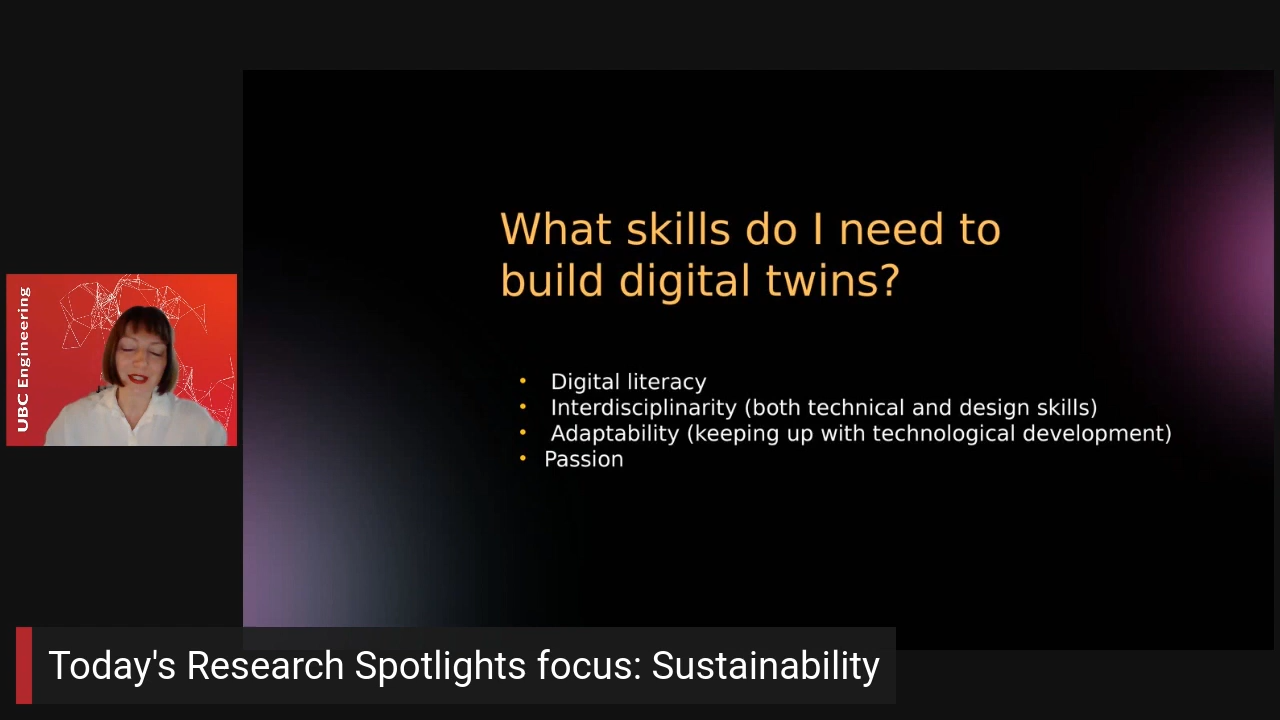 UBC Engineering
What skills do I need to
build digital twins?
• Digital literacy
• Interdisciplinarity (both technical and design skills)
• Adaptability (keeping up with technological development)
• Passion
Today's Research Spotlights focus: Sustainability